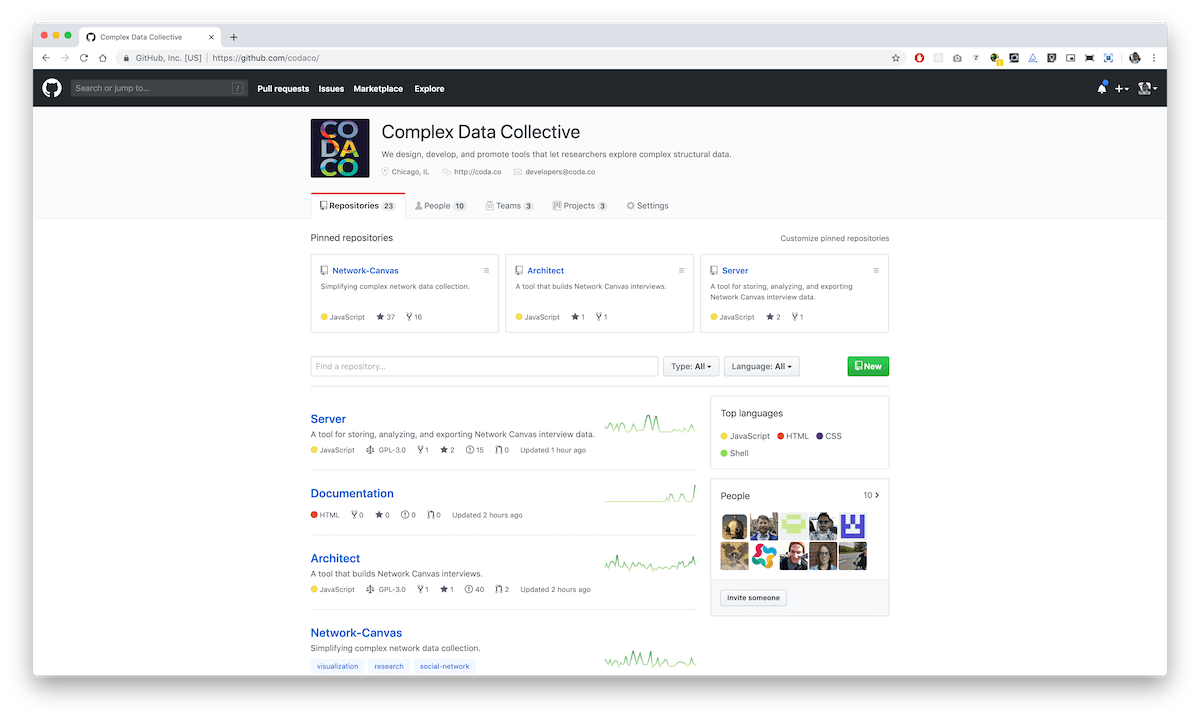 Complex Data Collective
GitHub, Inc. [US] | https://github.com/codaco/
Search or jump to... /
Pull requests Issues Marketplace Explore
CO
DA
CO
Complex Data Collective
We design, develop, and promote tools that let researchers explore complex structural data.
Chicago, IL http://coda.co developers@coda.co
Repositories 23 People 10 Teams 3 Projects 3 Settings
Pinned repositories Customize pinned repositories
Network-Canvas
Simplifying complex network data collection.
JavaScript 37 16
Architect
A tool that builds Network Canvas interviews.
JavaScript 1 1
Server
A tool for storing, analyzing, and exporting
Network Canvas interview data.
JavaScript 2 1
Find a repository... Type: All Language: All New
Server
A tool for storing, analyzing, and exporting Network Canvas interview data.
JavaScript GPL-3.0 1 2 15 0 Updated 1 hour ago
Documentation
HTML 0 0 0 0 Updated 2 hours ago
Architect
A tool that builds Network Canvas interviews.
JavaScript GPL-3.0 1 1 40 2 Updated 2 hours ago
Network-Canvas
Simplifying complex network data collection.
visualization research social-network
Top languages
JavaScript HTML CSS
Shell
People 10
Invite someone